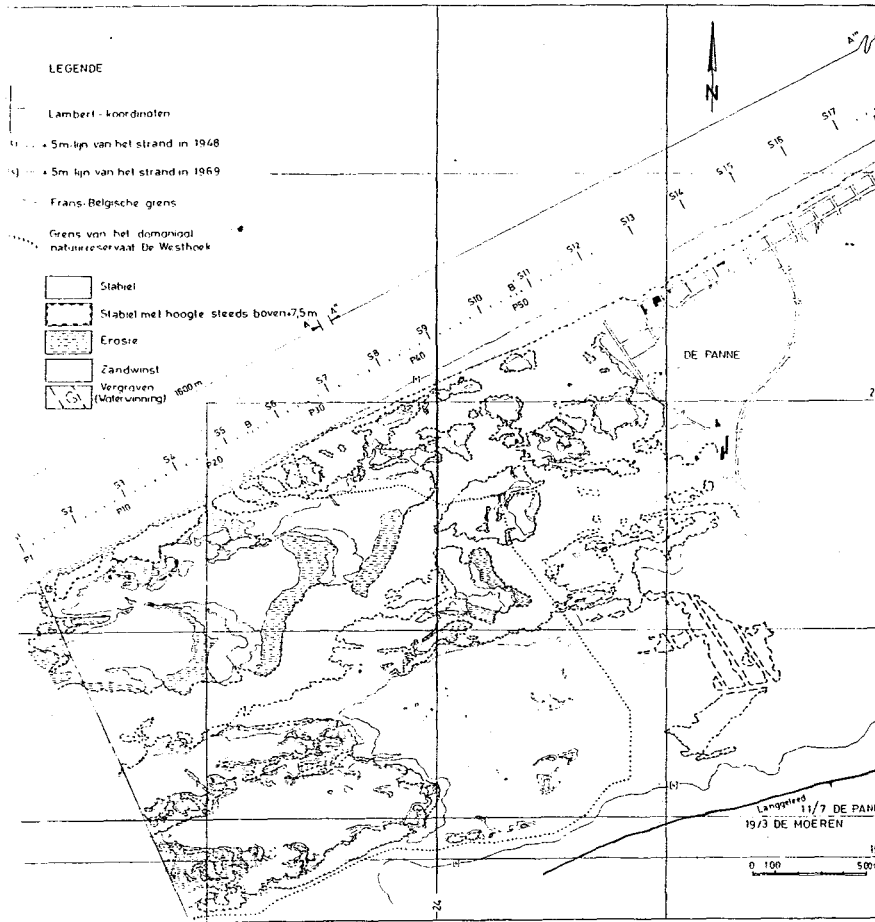 LEGENDE
Lambert - koordinaten
5m-lijn van het strand in 1948
5m-lijn van het strand in 1969
Frans-Belgische grens
Grens van het domaniaal
natuurreservaat De Westhoek
Stabiel
Stabiel met hoogte steeds boven+7,5m
Erosie
Zandwinst
Vergraven
(Waterwinning)
N
A'''
S17
S16
S15
S14
S13
S12
S11
B'
P50
S10
S9
P40
S8
S7
P30
S6
B
S5
P20
S4
P10
S2
P1
A
A''
1600 m
DE PANNE
Langgeleed
11/7 DE PAN
19/3 DE MOEREN
0 100 500
24